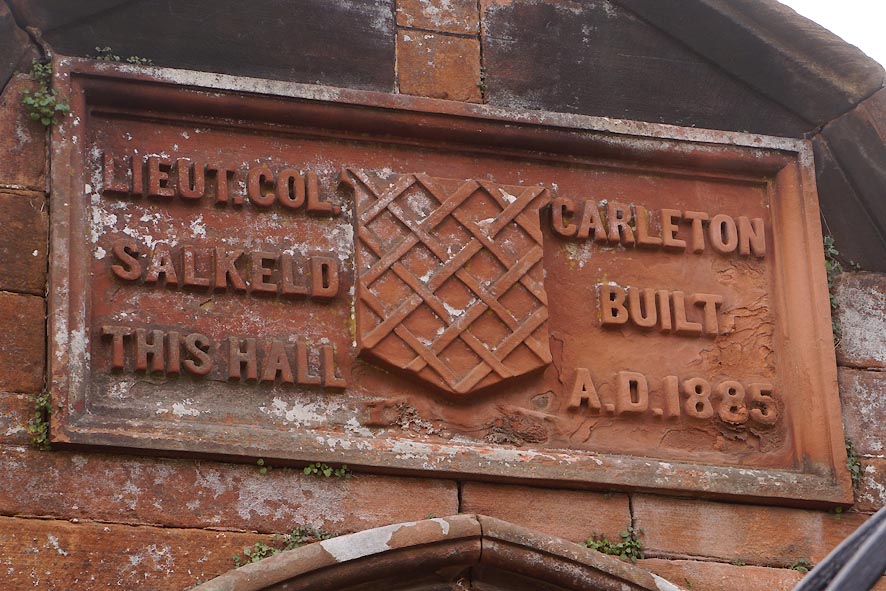 LIEUT. COL. CARLETON
SALKELD BUILT
THIS HALL A.D. 1885